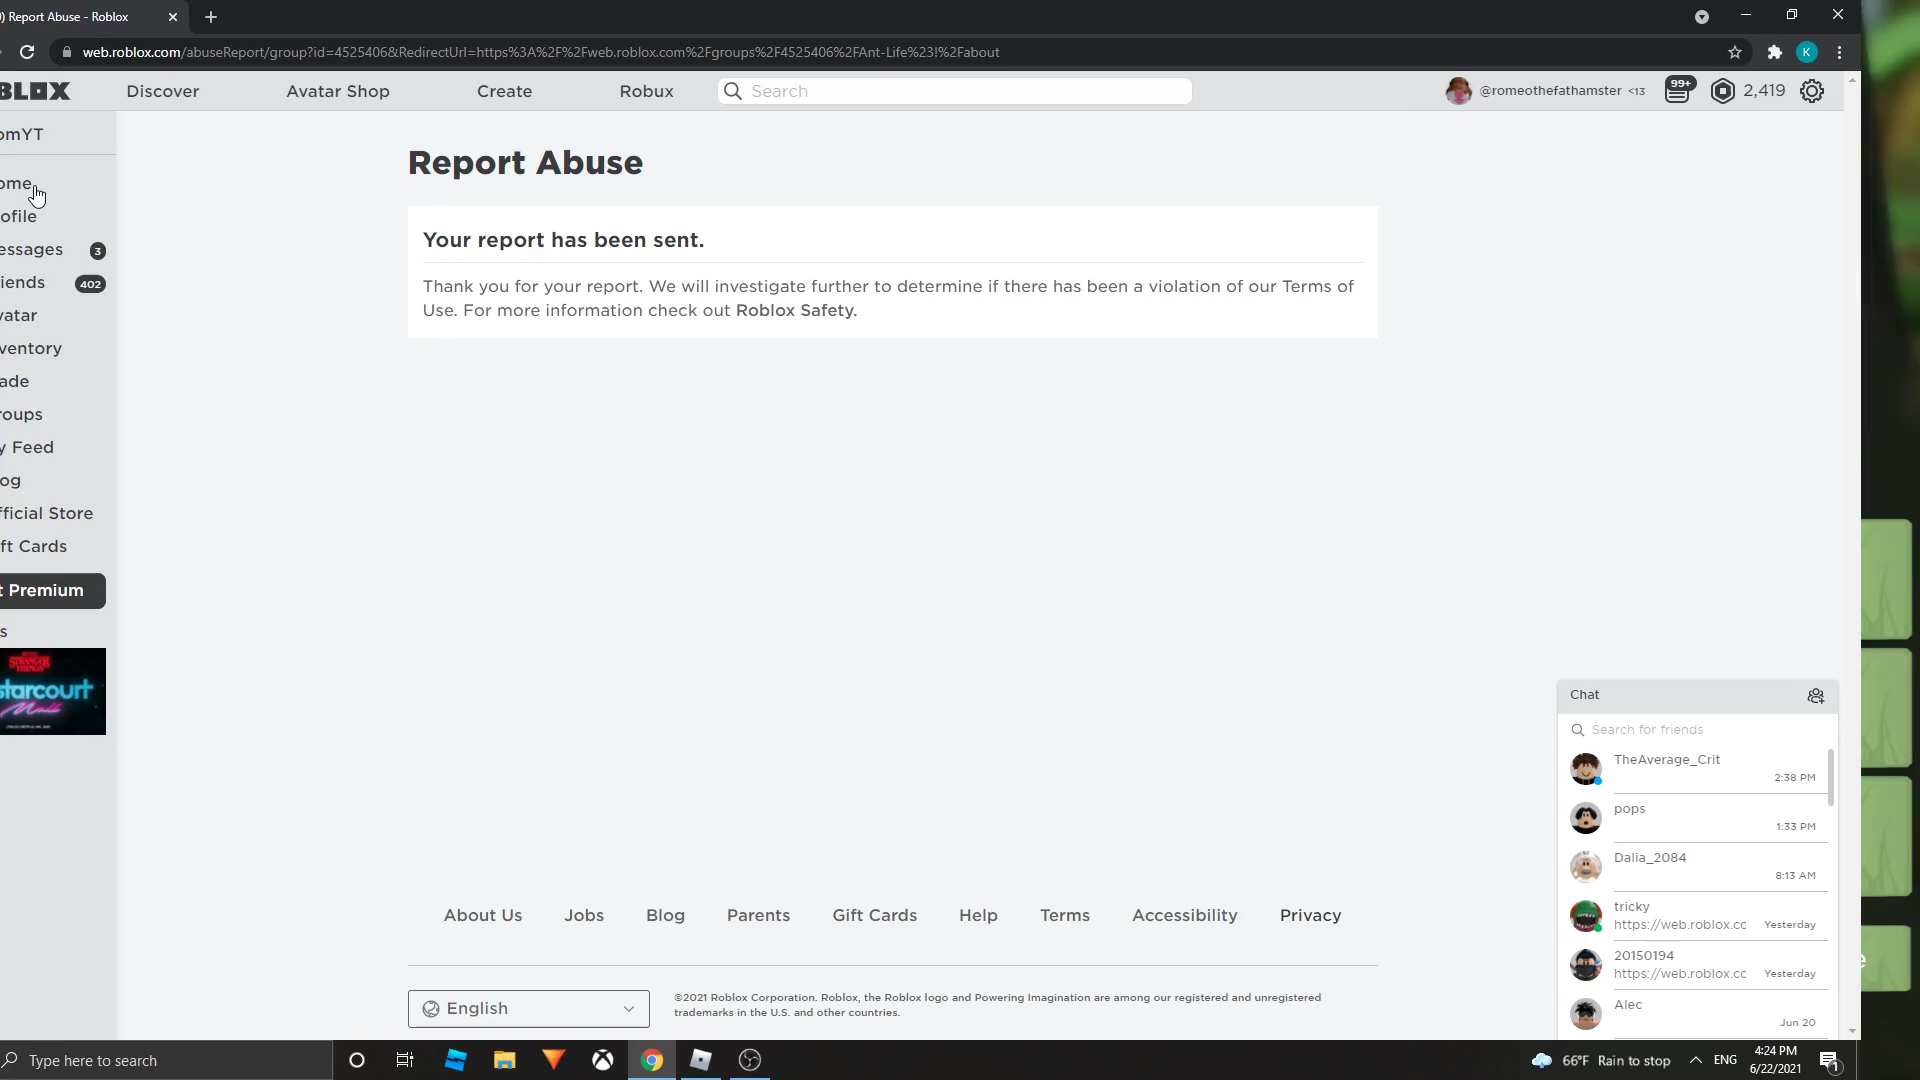 ) Report Abuse - Roblox
web.roblox.com/abuseReport/group?id=4525406&RedirectUrl=https%3A%2F%2Fweb.roblox.com%2Fgroups%2F4525406%2FAnt-Life%23!%2Fabout
K
BLOX
Discover
Avatar Shop
Create
Robux
Search
@romeothefathamster <13
99+
2,419
omYT
ome
ofile
essages 3
iends 402
vatar
ventory
ade
roups
y Feed
og
fficial Store
ft Cards
t Premium
s
STRANGER THINGS
starcourt
Mall
Report Abuse
Your report has been sent.
Thank you for your report. We will investigate further to determine if there has been a violation of our Terms of
Use. For more information check out Roblox Safety.
Chat
Search for friends
TheAverage_Crit
2:38 PM
pops
1:33 PM
Dalia_2084
8:13 AM
tricky
https://web.roblox.cc Yesterday
20150194
https://web.roblox.cc Yesterday
Alec
Jun 20
About Us
Jobs
Blog
Parents
Gift Cards
Help
Terms
Accessibility
Privacy
English
©2021 Roblox Corporation. Roblox, the Roblox logo and Powering Imagination are among our registered and unregistered
trademarks in the U.S. and other countries.
e
Type here to search
66°F Rain to stop
ENG
4:24 PM
6/22/2021
1